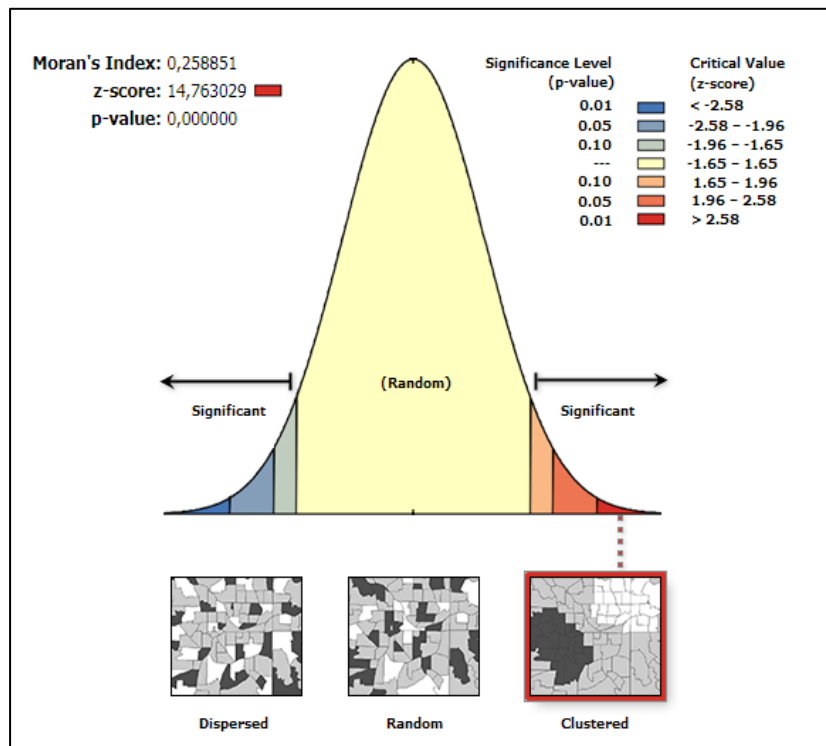 Moran's Index: 0,258851
z-score: 14,763029
p-value: 0,000000
Significance Level
(p-value)
Critical Value
(z-score)
0.01 < -2.58
0.05 -2.58 – -1.96
0.10 -1.96 – -1.65
--- -1.65 – 1.65
0.10 1.65 – 1.96
0.05 1.96 – 2.58
0.01 > 2.58
(Random)
Significant
Significant
Dispersed
Random
Clustered